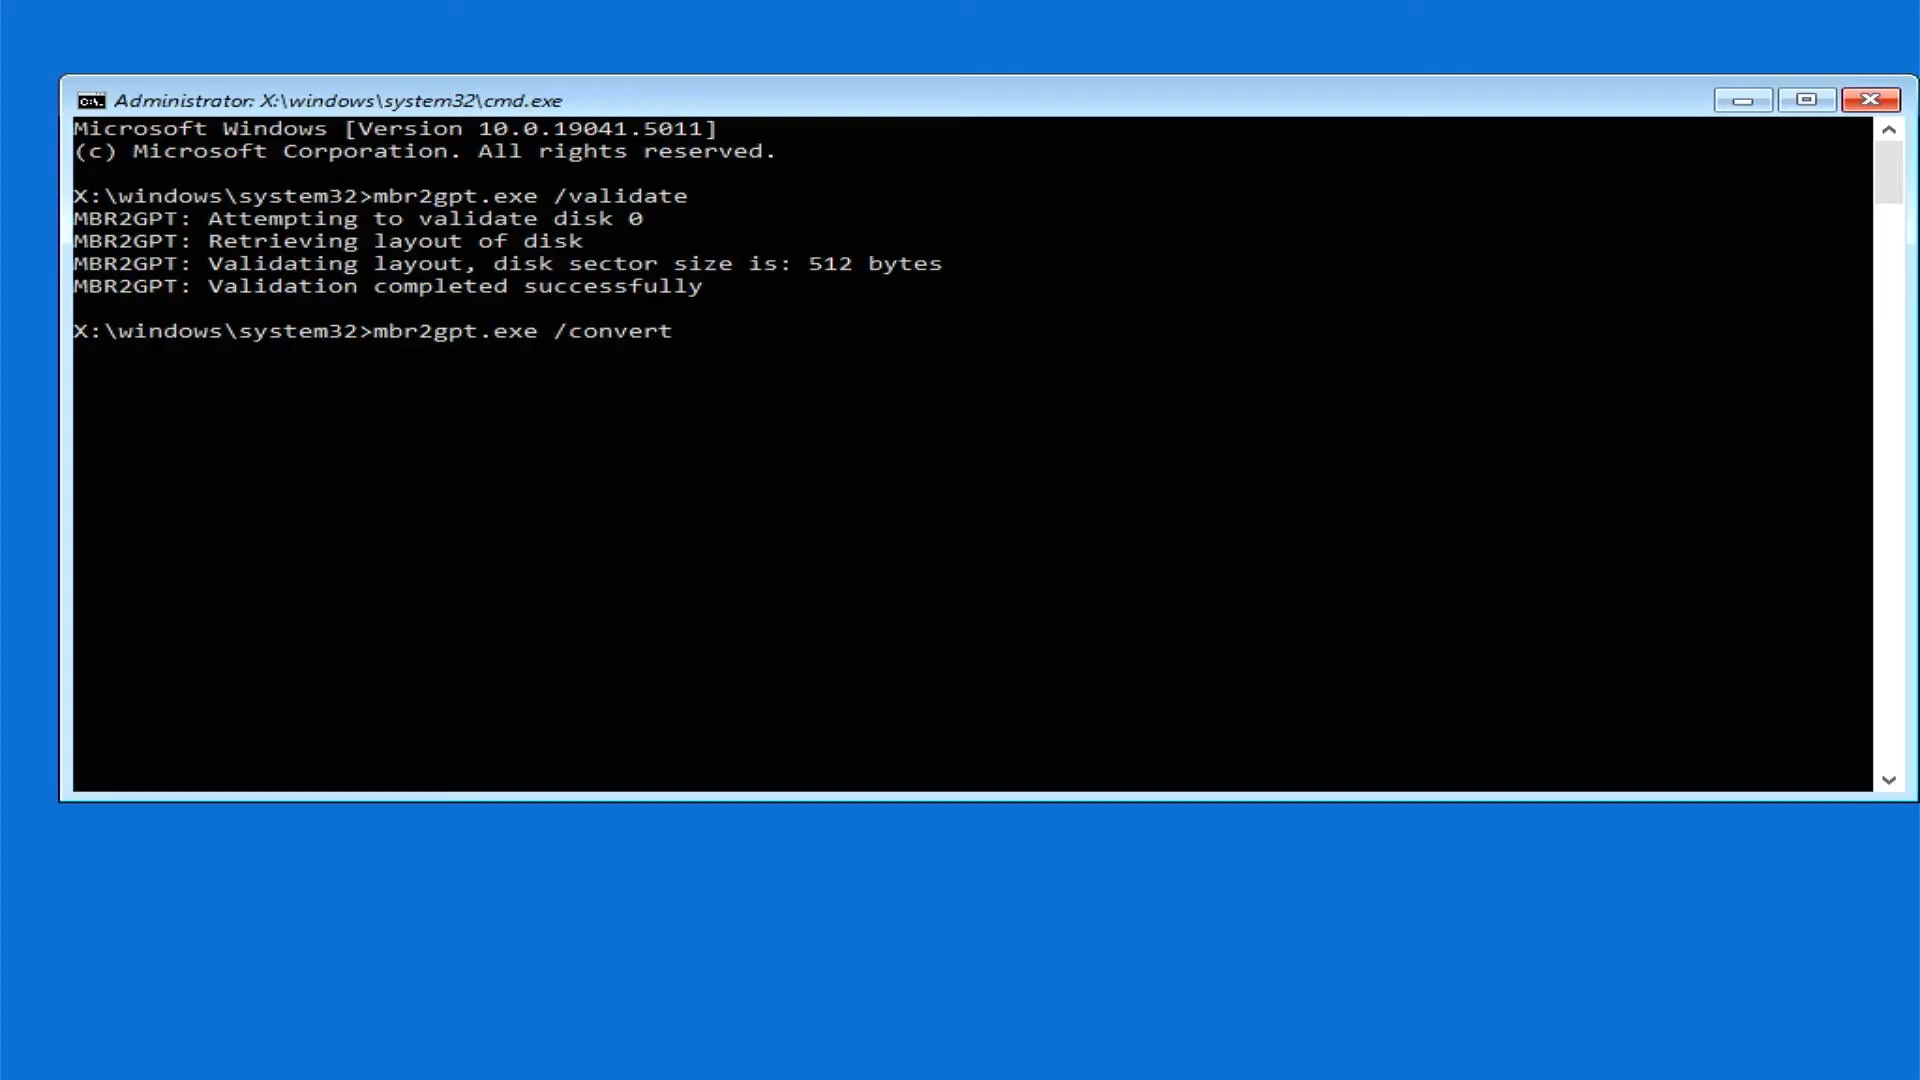 Administrator: X:\windows\system32\cmd.exe
Microsoft Windows [Version 10.0.19041.5011]
(c) Microsoft Corporation. All rights reserved.
X:\windows\system32>mbr2gpt.exe /validate
MBR2GPT: Attempting to validate disk 0
MBR2GPT: Retrieving layout of disk
MBR2GPT: Validating layout, disk sector size is: 512 bytes
MBR2GPT: Validation completed successfully
X:\windows\system32>mbr2gpt.exe /convert